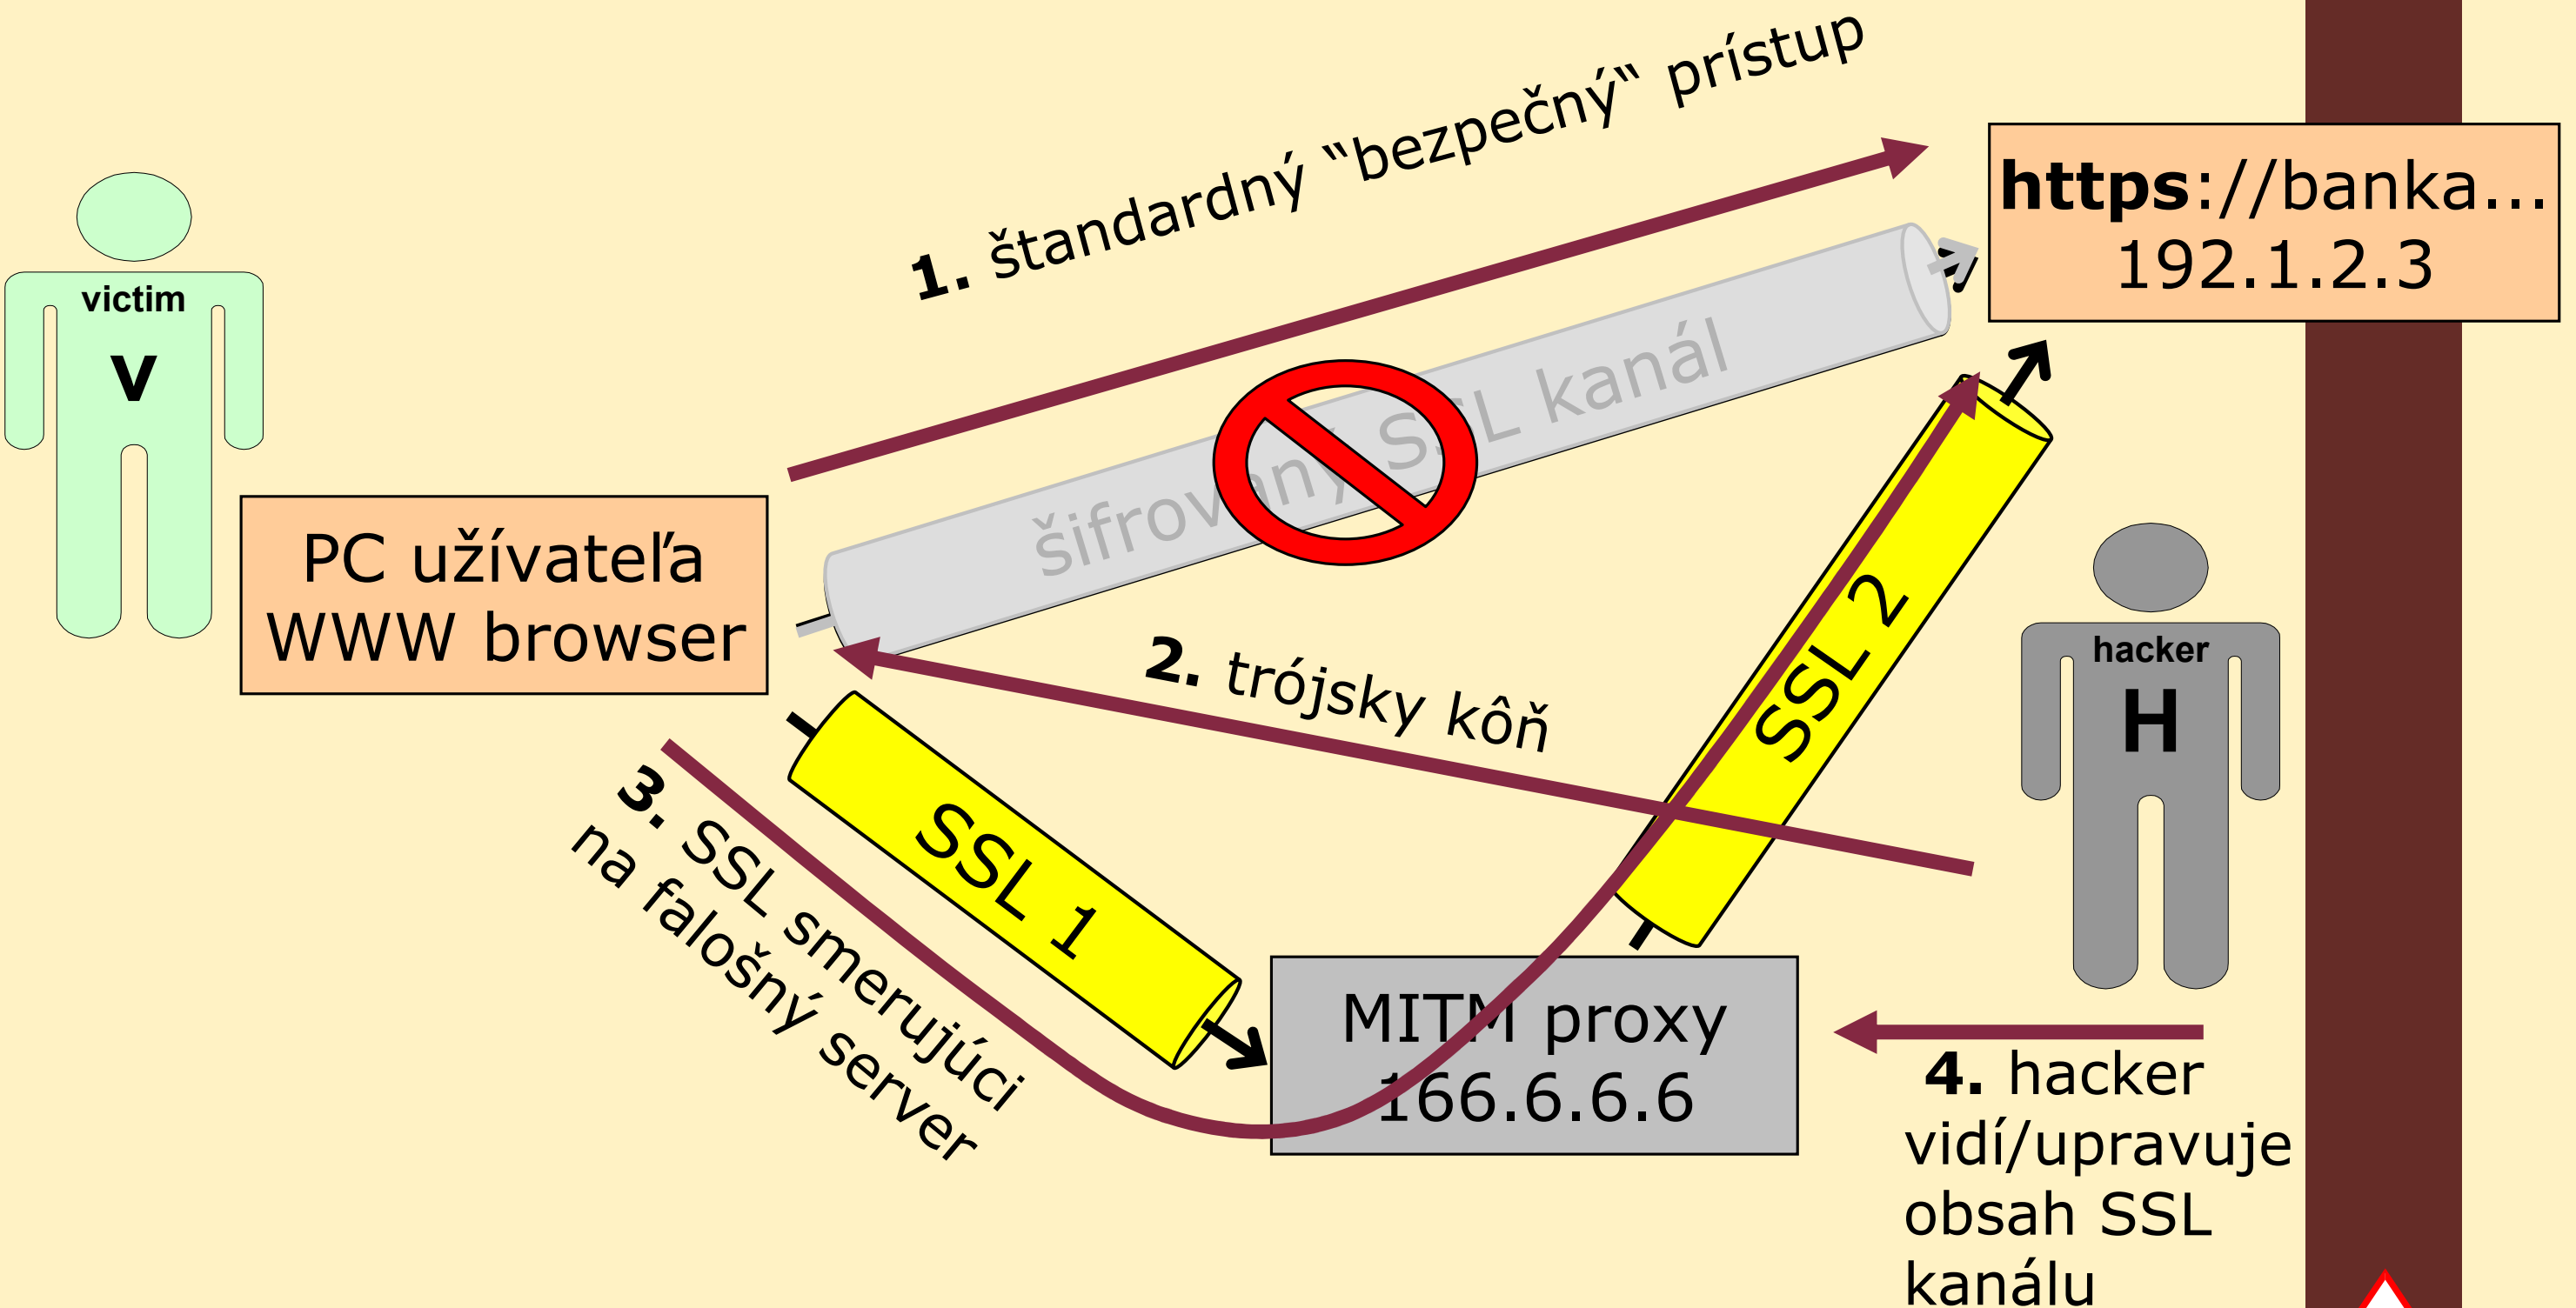 1. štandardný “bezpečný“ prístup
https://banka...
192.1.2.3
victim
V
šifrovaný SSL kanál
PC užívateľa
WWW browser
2. trójsky kôň
SSL 2
hacker
H
SSL 1
3. SSL smerujúci
na falošný server
MITM proxy
166.6.6.6
4. hacker
vidí/upravuje
obsah SSL
kanálu